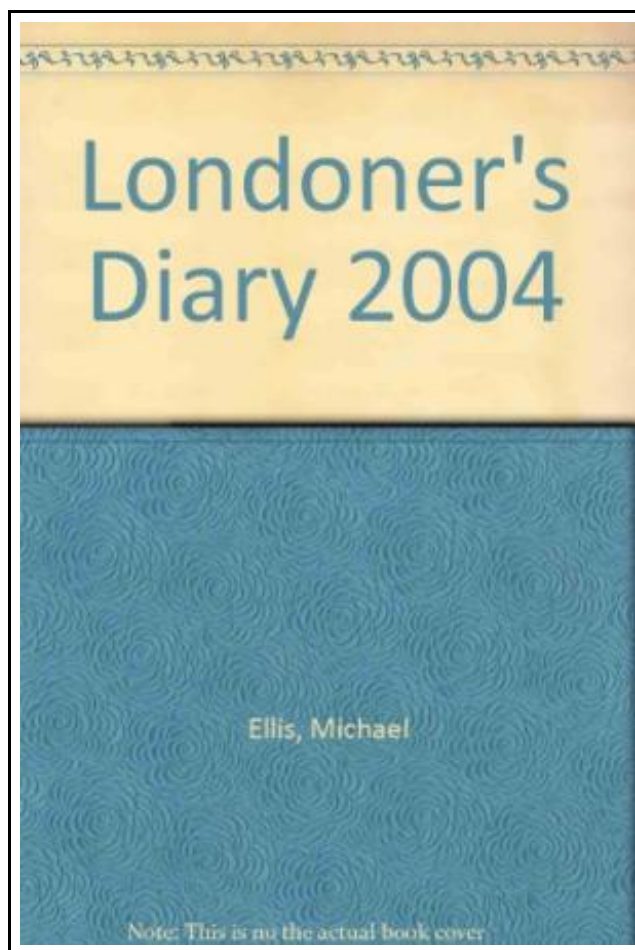 Londoner's
Diary 2004
Ellis, Michael
Note: This is no the actual book cover